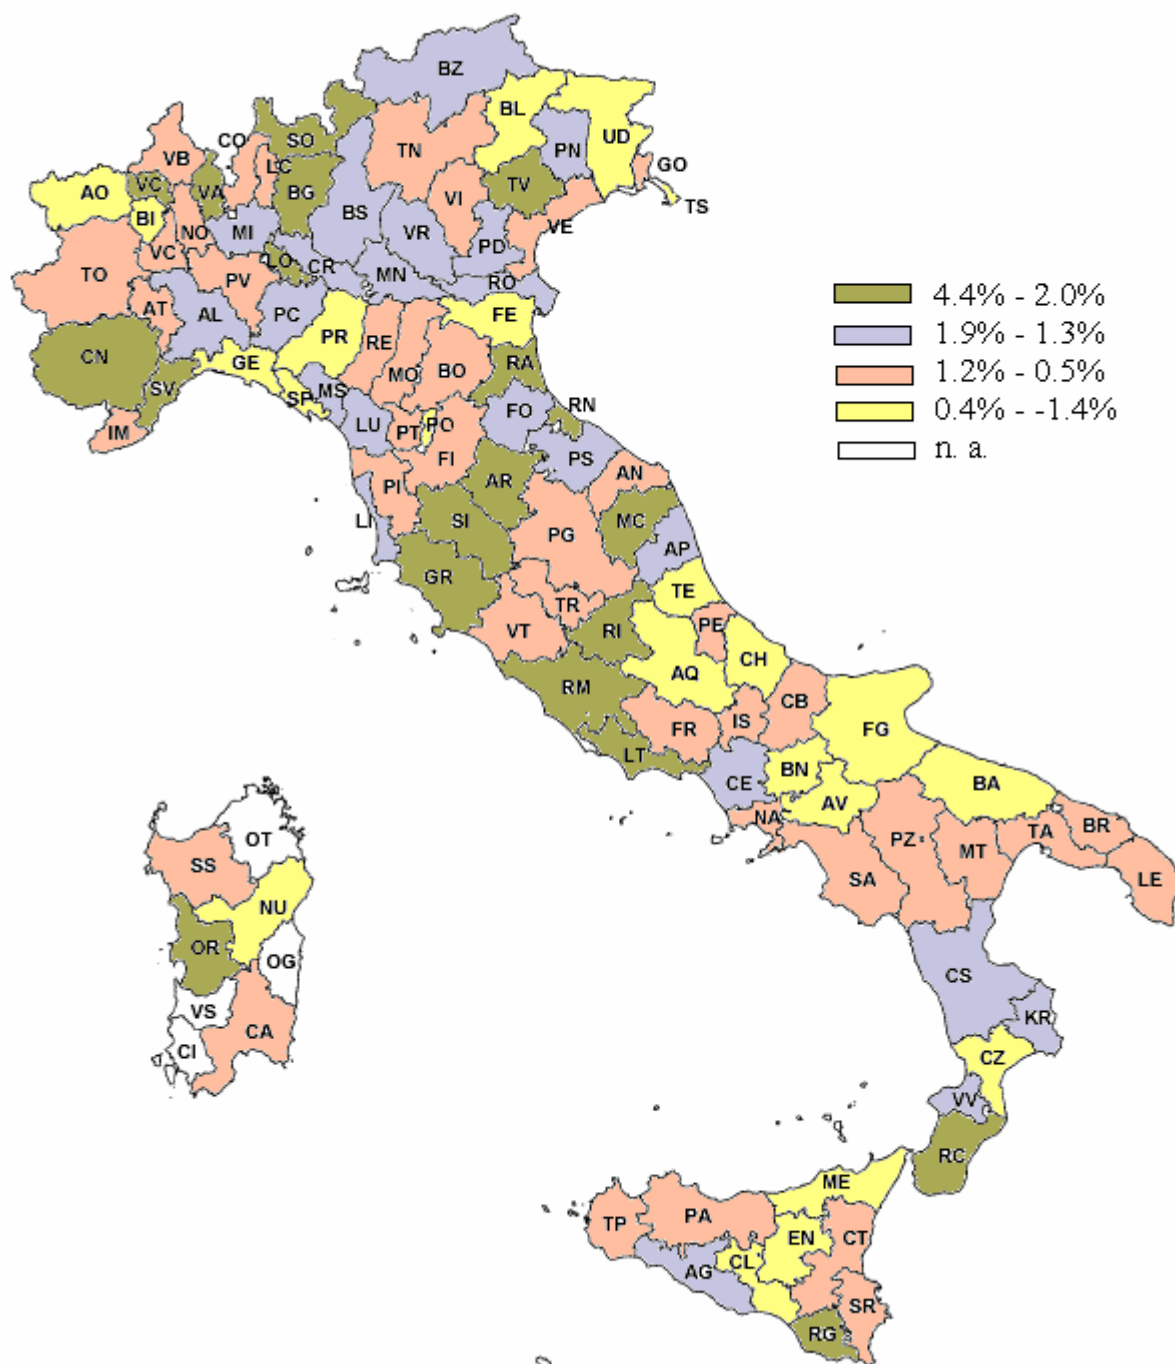 BZ
BL
UD
PN
CO
SO
TN
GO
VB
LC
VC
VA
BG
TV
AO
VI
TS
BI
BS
NO
MI
VR
PD
VE
VC
LO
CR
MN
RO
TO
PV
AT
AL
PC
FE
PR
RE
CN
GE
MO
BO
RA
SV
SP
MS
RN
FO
LU
PT
PO
IM
FI
PS
AN
AR
PI
LI
SI
MC
PG
AP
GR
TE
TR
VT
RI
PE
CH
AQ
RM
CB
IS
FR
FG
LT
BN
CE
BA
AV
NA
BR
TA
OT
PZ
MT
SS
SA
LE
NU
OR
OG
CS
VS
KR
CA
CI
CZ
VV
RC
ME
PA
TP
EN
CT
CL
AG
SR
RG
4.4% - 2.0%
1.9% - 1.3%
1.2% - 0.5%
0.4% - -1.4%
n. a.